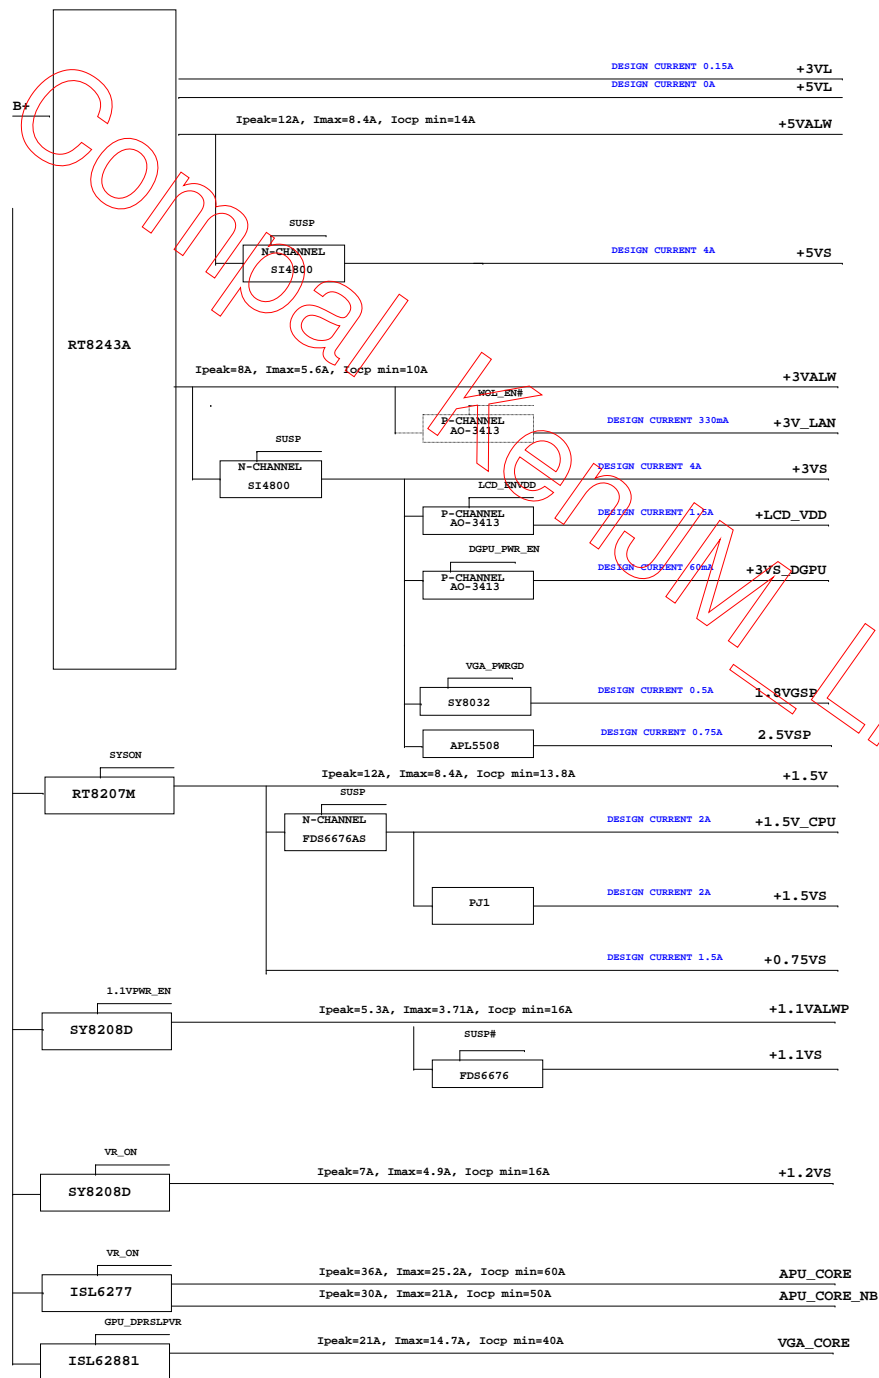 DESIGN CURRENT 0.15A +3VL
DESIGN CURRENT 0A +5VL
B+
Ipeak=12A, Imax=8.4A, Iocp min=14A +5VALW
SUSP
N-CHANNEL
SI4800
DESIGN CURRENT 4A +5VS
RT8243A
Ipeak=8A, Imax=5.6A, Iocp min=10A +3VALW
WOL_EN#
P-CHANNEL
AO-3413
DESIGN CURRENT 330mA +3V_LAN
SUSP
N-CHANNEL
SI4800
DESIGN CURRENT 4A +3VS
LCD_ENVDD
P-CHANNEL
AO-3413
DESIGN CURRENT 1.5A +LCD_VDD
DGPU_PWR_EN
P-CHANNEL
AO-3413
DESIGN CURRENT 60mA +3VS_DGPU
VGA_PWRGD
SY8032
DESIGN CURRENT 0.5A 1.8VGSP
APL5508
DESIGN CURRENT 0.75A 2.5VSP
SYSON
RT8207M
Ipeak=12A, Imax=8.4A, Iocp min=13.8A +1.5V
SUSP
N-CHANNEL
FDS6676AS
DESIGN CURRENT 2A +1.5V_CPU
PJ1
DESIGN CURRENT 2A +1.5VS
DESIGN CURRENT 1.5A +0.75VS
1.1VPWR_EN
SY8208D
Ipeak=5.3A, Imax=3.71A, Iocp min=16A +1.1VALWP
SUSP#
FDS6676
+1.1VS
VR_ON
SY8208D
Ipeak=7A, Imax=4.9A, Iocp min=16A +1.2VS
VR_ON
ISL6277
Ipeak=36A, Imax=25.2A, Iocp min=60A APU_CORE
Ipeak=30A, Imax=21A, Iocp min=50A APU_CORE_NB
GPU_DPRSLPVR
ISL62881
Ipeak=21A, Imax=14.7A, Iocp min=40A VGA_CORE
Compal KenJM_